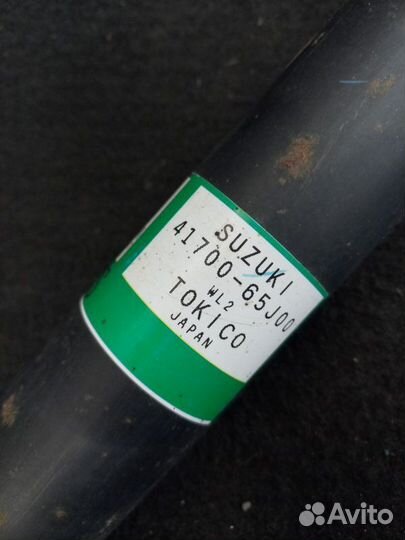 SUZUKI
41700-65J00
WL2
TOKICO
JAPAN
Avito